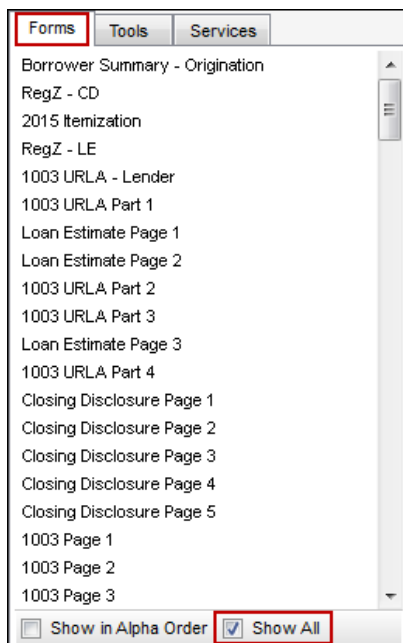 Forms Tools Services
Borrower Summary - Origination
RegZ - CD
2015 Itemization
RegZ - LE
1003 URLA - Lender
1003 URLA Part 1
Loan Estimate Page 1
Loan Estimate Page 2
1003 URLA Part 2
1003 URLA Part 3
Loan Estimate Page 3
1003 URLA Part 4
Closing Disclosure Page 1
Closing Disclosure Page 2
Closing Disclosure Page 3
Closing Disclosure Page 4
Closing Disclosure Page 5
1003 Page 1
1003 Page 2
1003 Page 3
Show in Alpha Order Show All